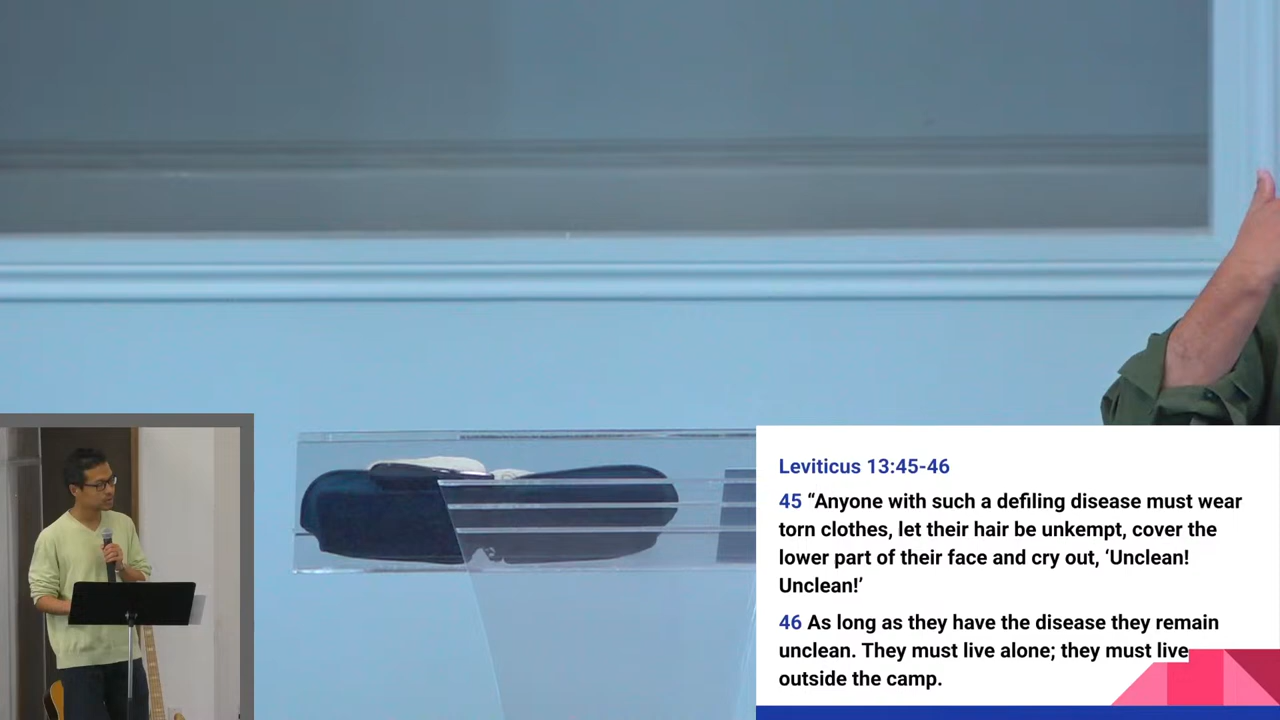 Leviticus 13:45-46
45 “Anyone with such a defiling disease must wear
torn clothes, let their hair be unkempt, cover the
lower part of their face and cry out, ‘Unclean!
Unclean!’
46 As long as they have the disease they remain
unclean. They must live alone; they must live
outside the camp.